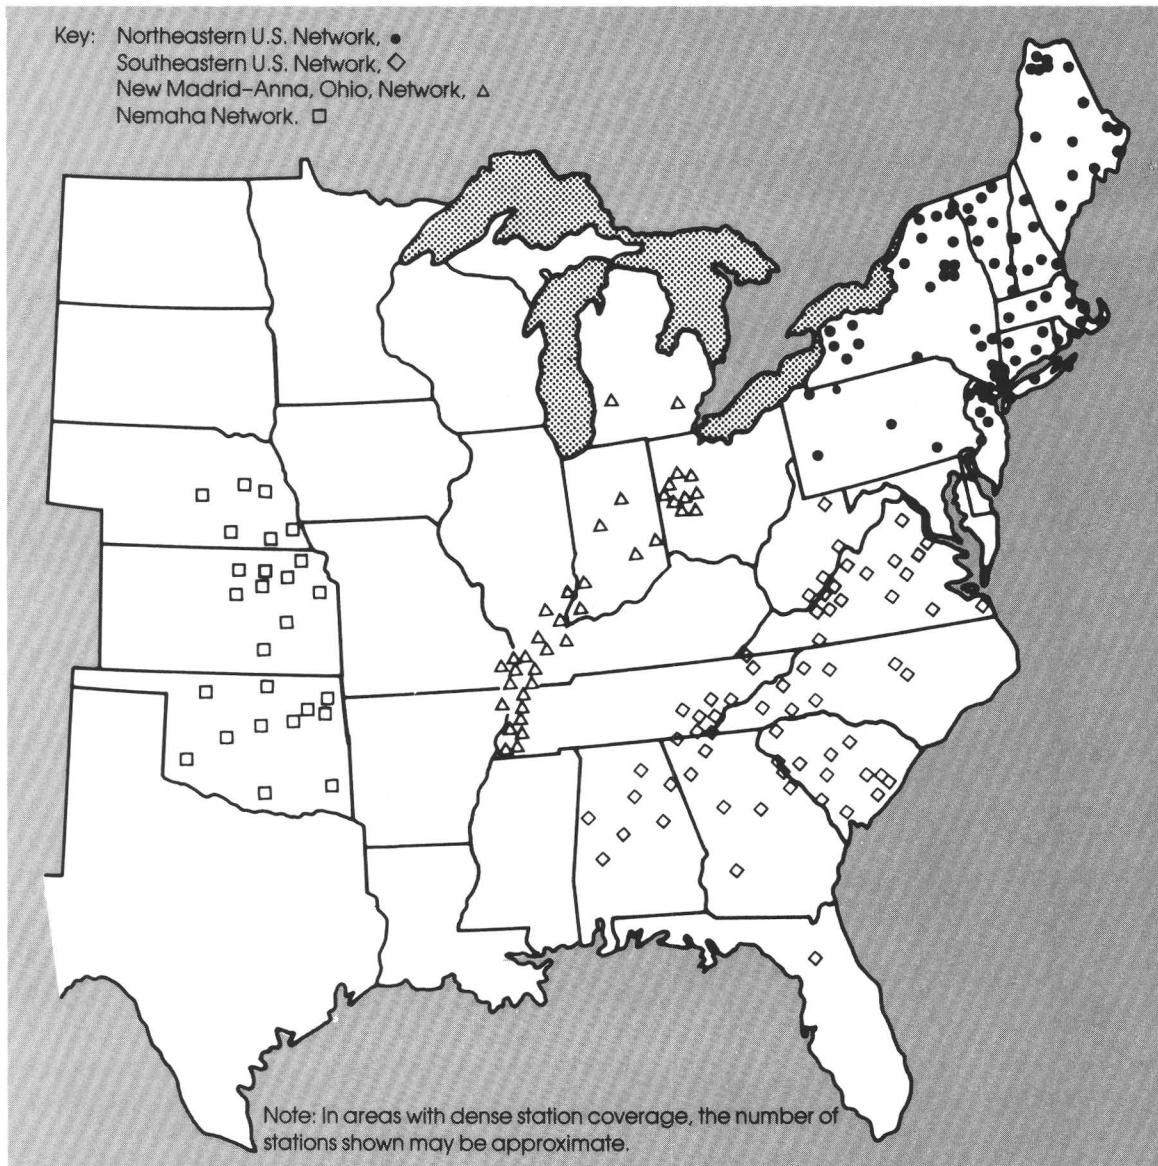 Key: Northeastern U.S. Network, ●
Southeastern U.S. Network, ◇
New Madrid–Anna, Ohio, Network, △
Nemaha Network. □
Note: In areas with dense station coverage, the number of
stations shown may be approximate.